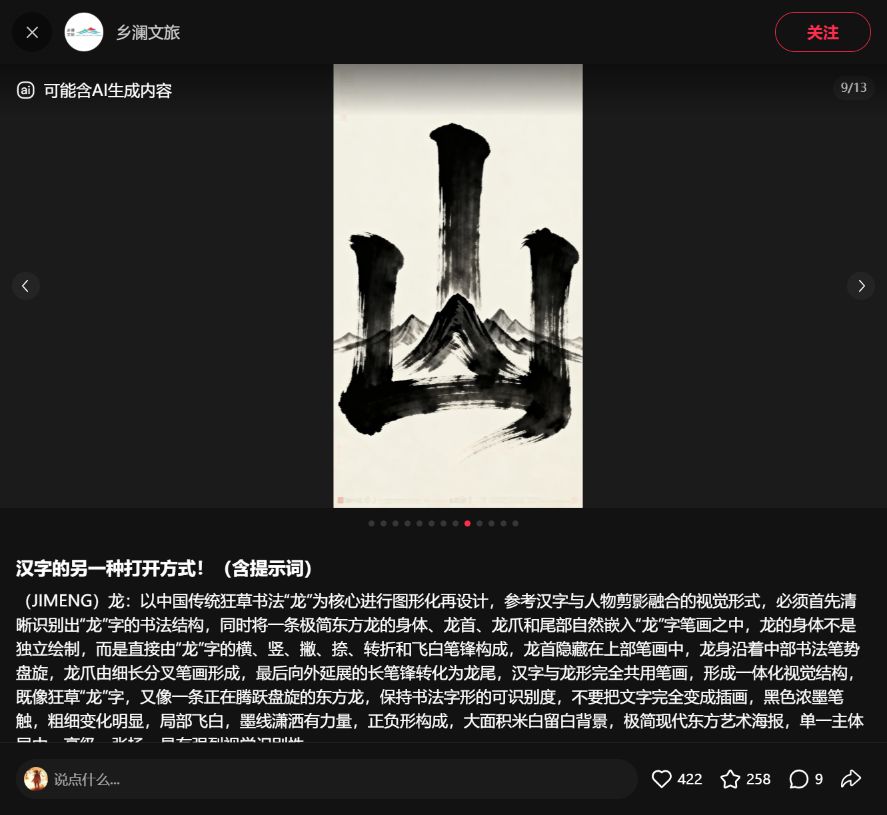 乡澜文旅
关注
可能含AI生成内容
9/13
山
汉字的另一种打开方式！（含提示词）
（JIMENG）龙：以中国传统狂草书法“龙”为核心进行图形化再设计，参考汉字与人物剪影融合的视觉形式，必须首先清
晰识别出“龙”字的书法结构，同时将一条极简东方龙的身体、龙首、龙爪和尾部自然嵌入“龙”字笔画之中，龙的身体不是
独立绘制，而是直接由“龙”字的横、竖、撇、捺、转折和飞白笔锋构成，龙首隐藏在上部笔画中，龙身沿着中部书法笔势
盘旋，龙爪由细长分叉笔画形成，最后向外延展的长笔锋转化为龙尾，汉字与龙形完全共用笔画，形成一体化视觉结构，
既像狂草“龙”字，又像一条正在腾跃盘旋的东方龙，保持书法字形的可识别度，不要把文字完全变成插画，黑色浓墨笔
触，粗细变化明显，局部飞白，墨线潇洒有力量，正负形构成，大面积米白留白背景，极简现代东方艺术海报，单一主体
说点什么...
422
258
9